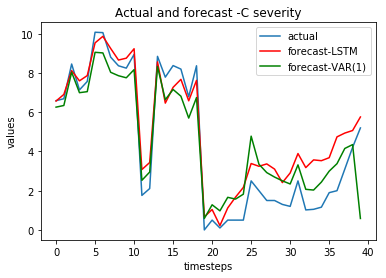 Actual and forecast -C severity
actual
forecast-LSTM
forecast-VAR(1)
values
10
8
6
4
2
0
0 5 10 15 20 25 30 35 40
timesteps